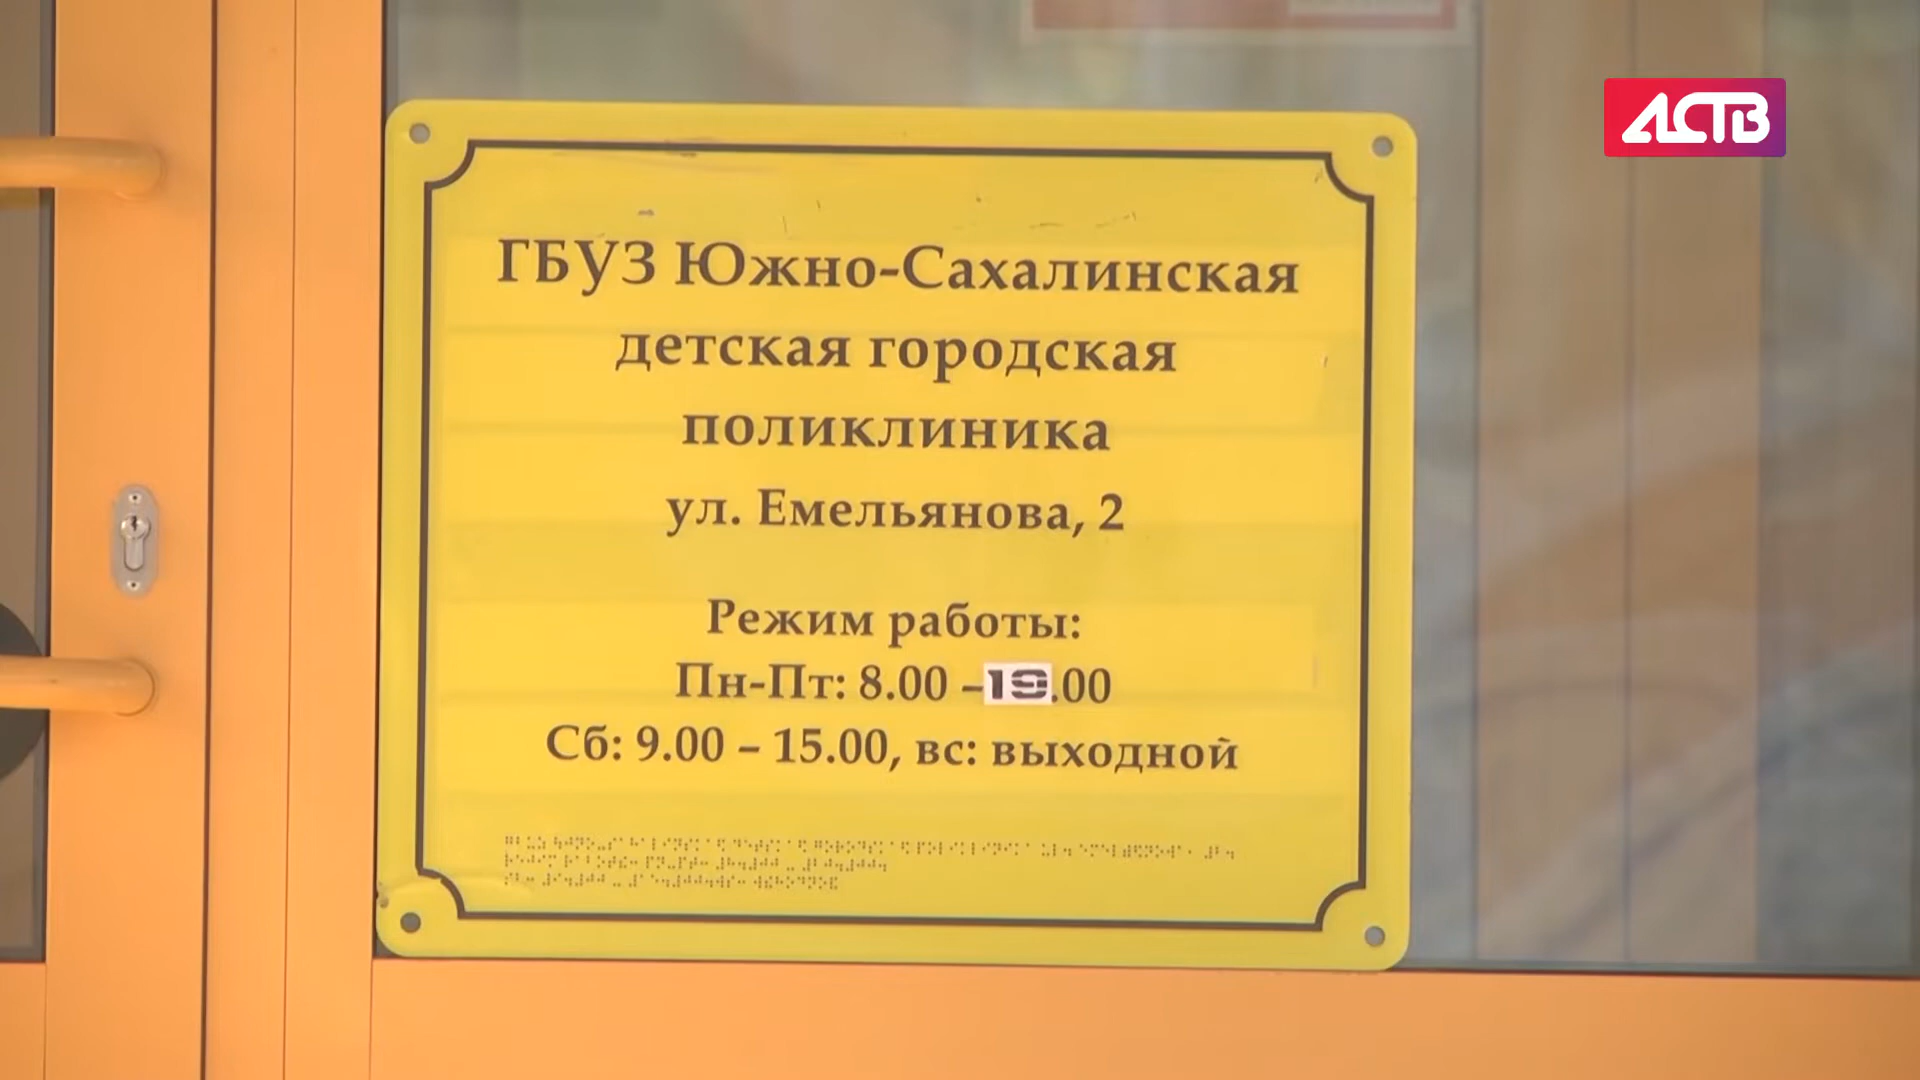 АСТВ
ГБУЗ Южно-Сахалинская
детская городская
поликлиника
ул. Емельянова, 2
Режим работы:
Пн-Пт: 8.00 –19.00
Сб: 9.00 – 15.00, вс: выходной